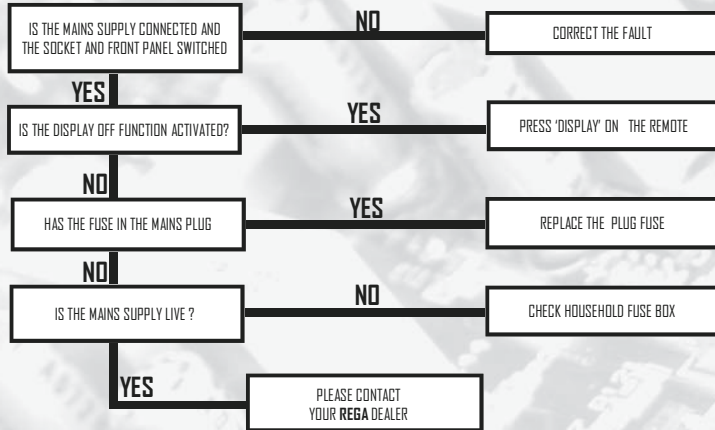 IS THE MAINS SUPPLY CONNECTED AND
THE SOCKET AND FRONT PANEL SWITCHED
NO
CORRECT THE FAULT
YES
IS THE DISPLAY OFF FUNCTION ACTIVATED?
YES
PRESS 'DISPLAY' ON THE REMOTE
NO
HAS THE FUSE IN THE MAINS PLUG
YES
REPLACE THE PLUG FUSE
NO
IS THE MAINS SUPPLY LIVE ?
NO
CHECK HOUSEHOLD FUSE BOX
YES
PLEASE CONTACT
YOUR REGA DEALER